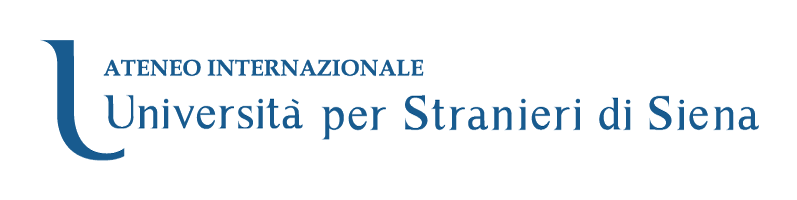 ATENEO INTERNAZIONALE
Università per Stranieri di Siena